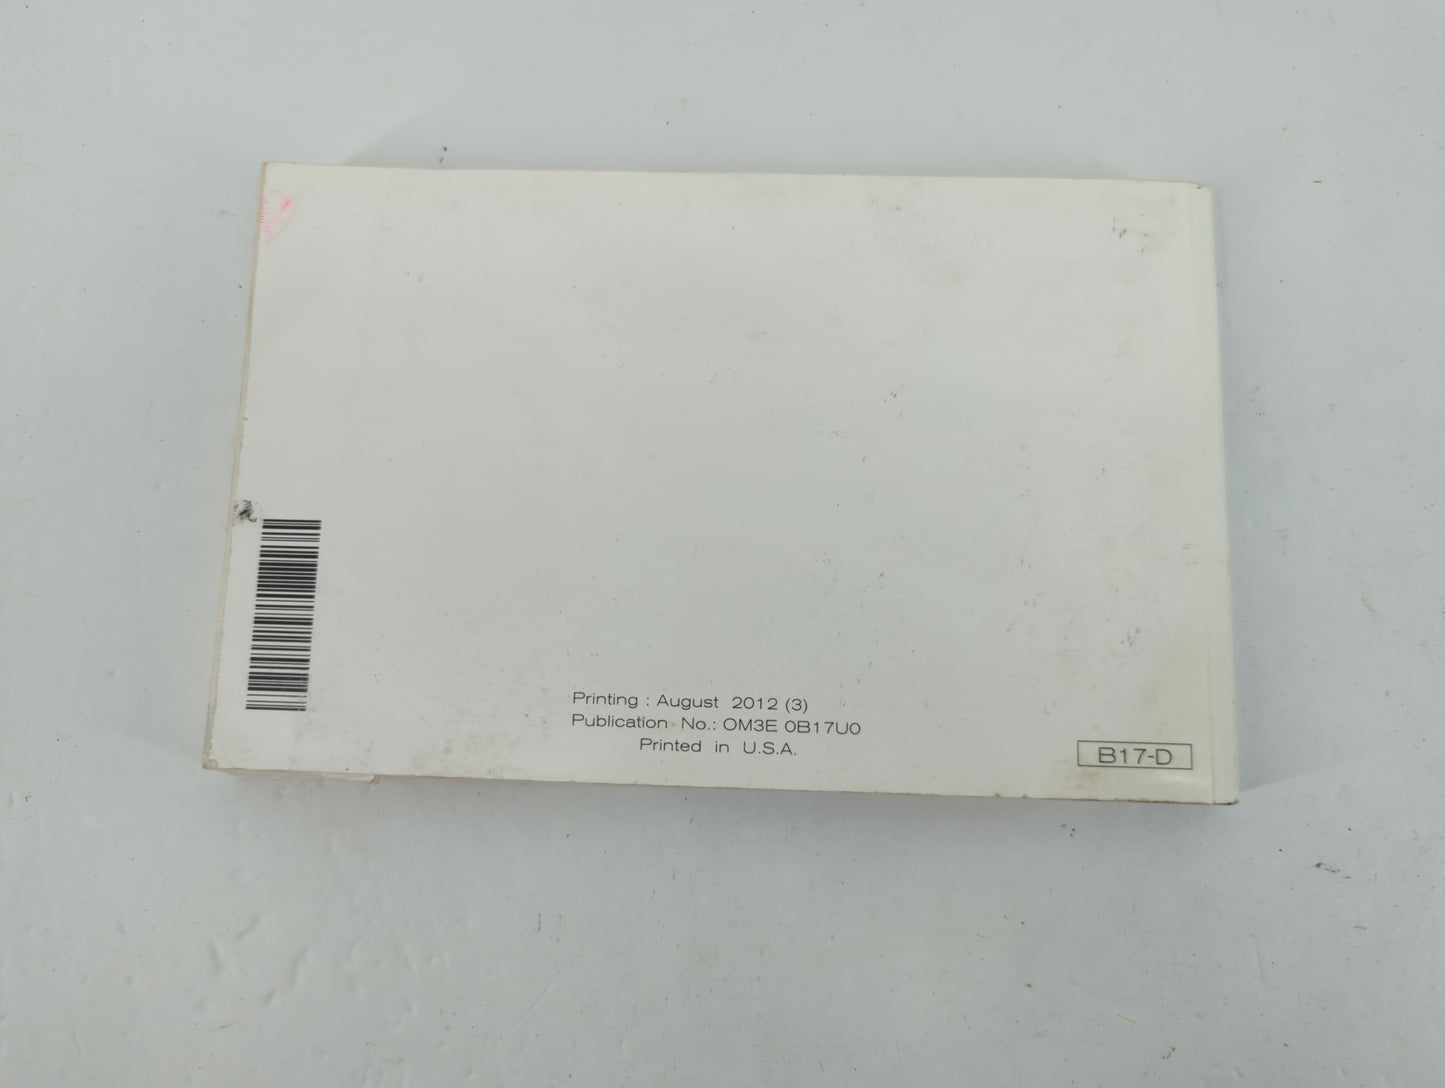 Printing : August 2012 (3)
Publication No.: OM3E 0B17U0
Printed in U.S.A.
B17-D